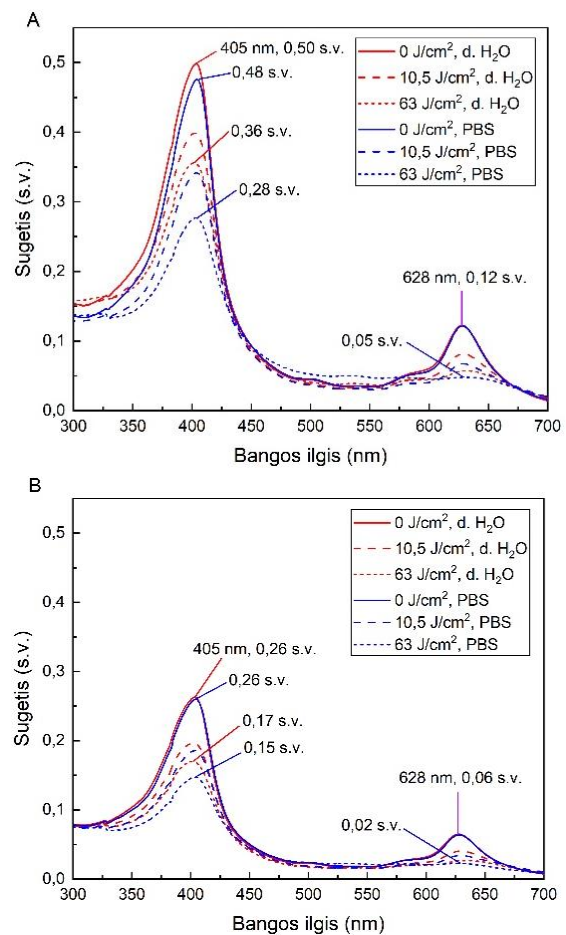 A
405 nm, 0,50 s.v.
0,48 s.v.
0,36 s.v.
0,28 s.v.
628 nm, 0,12 s.v.
0,05 s.v.
0 J/cm², d. H₂O
10,5 J/cm², d. H₂O
63 J/cm², d. H₂O
0 J/cm², PBS
10,5 J/cm², PBS
63 J/cm², PBS
Sugetis (s.v.)
0,5
0,4
0,3
0,2
0,1
0,0
300 350 400 450 500 550 600 650 700
Bangos ilgis (nm)
B
0 J/cm², d. H₂O
10,5 J/cm², d. H₂O
63 J/cm², d. H₂O
0 J/cm², PBS
10,5 J/cm², PBS
63 J/cm², PBS
405 nm, 0,26 s.v.
0,26 s.v.
0,17 s.v.
0,15 s.v.
628 nm, 0,06 s.v.
0,02 s.v.
Sugetis (s.v.)
0,5
0,4
0,3
0,2
0,1
0,0
300 350 400 450 500 550 600 650 700
Bangos ilgis (nm)